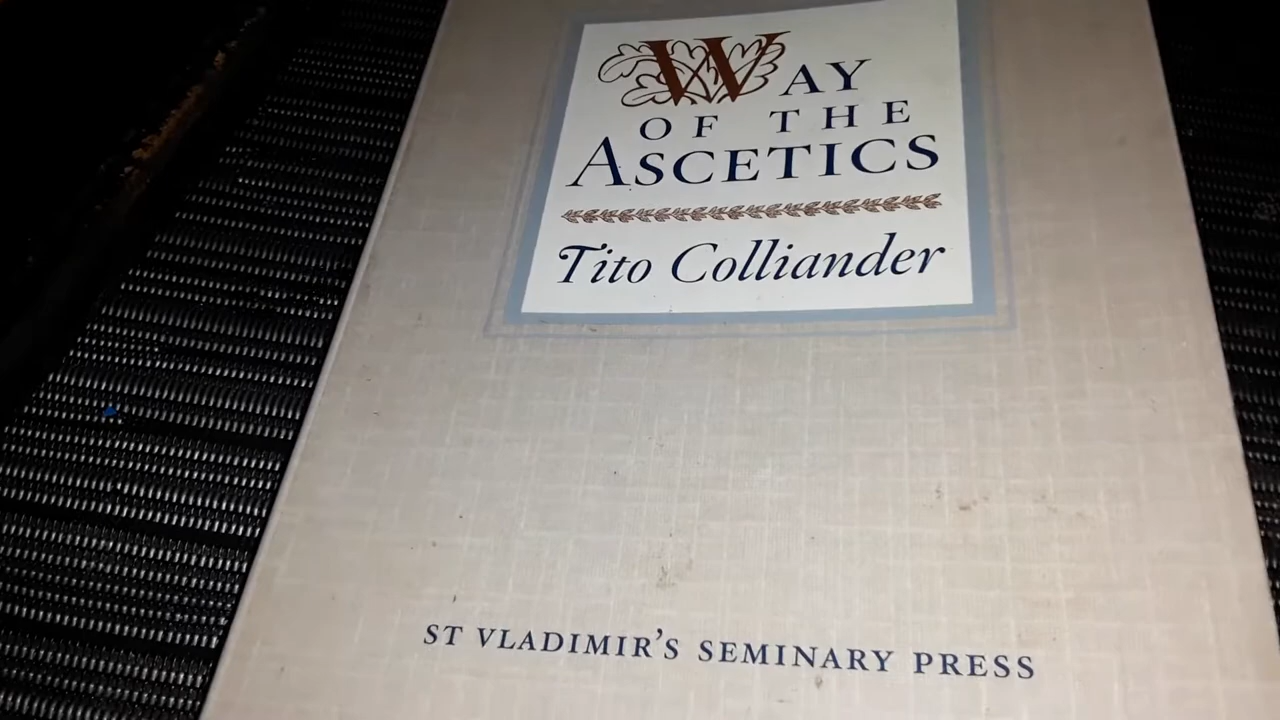 WAY
OF THE
ASCETICS
Tito Colliander
ST VLADIMIR'S SEMINARY PRESS